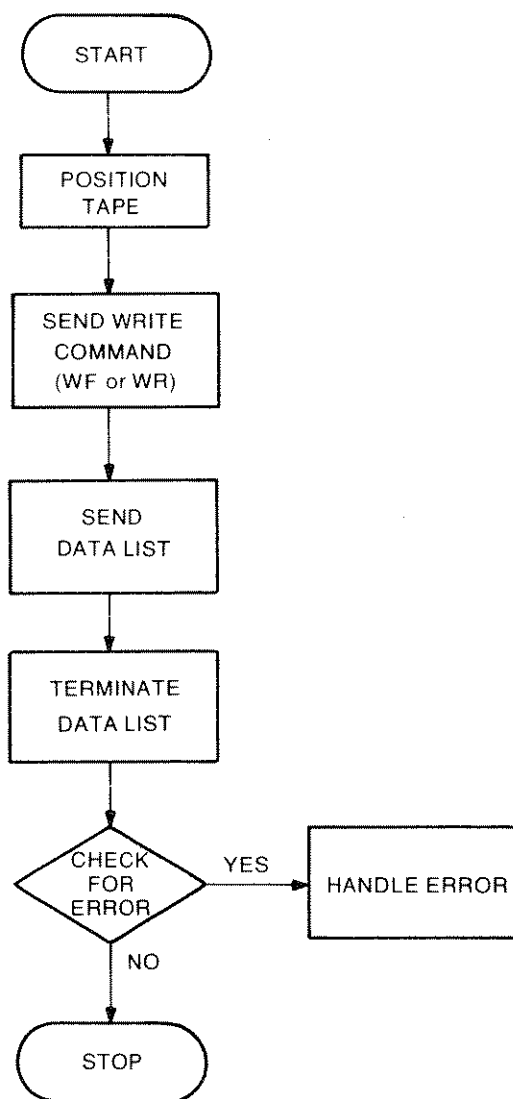 START
POSITION
TAPE
SEND WRITE
COMMAND
(WF or WR)
SEND
DATA LIST
TERMINATE
DATA LIST
CHECK
FOR
ERROR
YES
HANDLE ERROR
NO
STOP